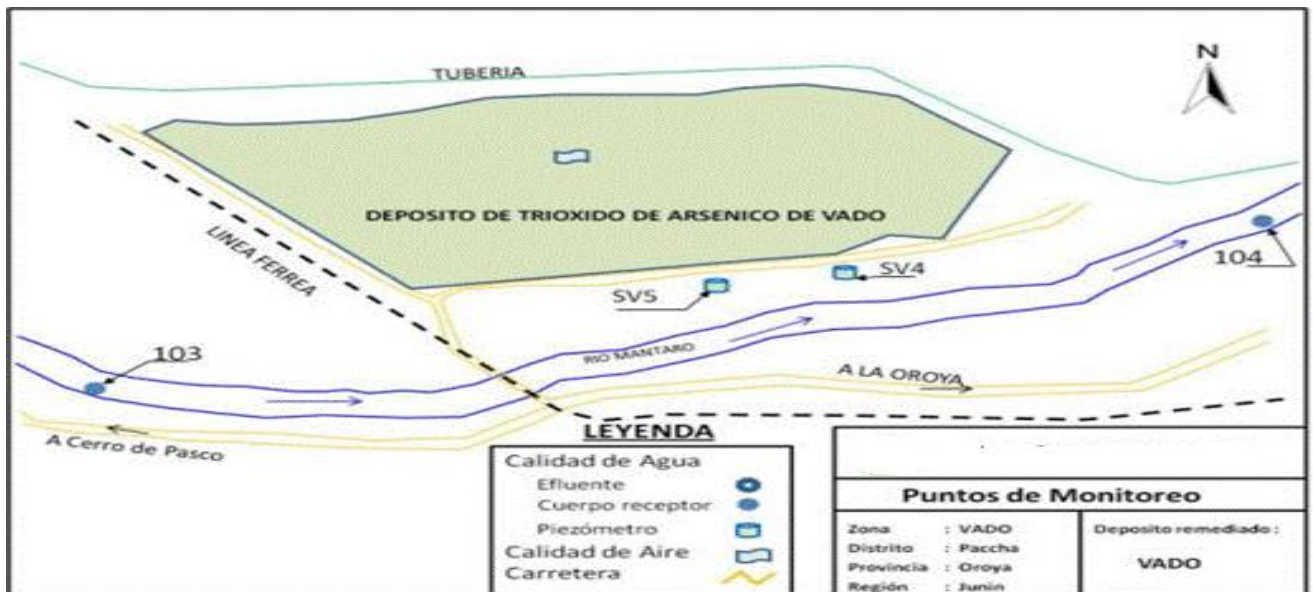 TUBERIA
N
DEPOSITO DE TRIOXIDO DE ARSENICO DE VADO
LINEA FERREA
104
SV4
SV5
103
RIO MANTARO
A LA OROYA
A Cerro de Pasco
LEYENDA
Calidad de Agua
Efluente
Cuerpo receptor
Piezómetro
Calidad de Aire
Carretera
Puntos de Monitoreo
Zona : VADO
Distrito : Paccha
Provincia : Oroya
Región : Junin
Deposito remediado :
VADO